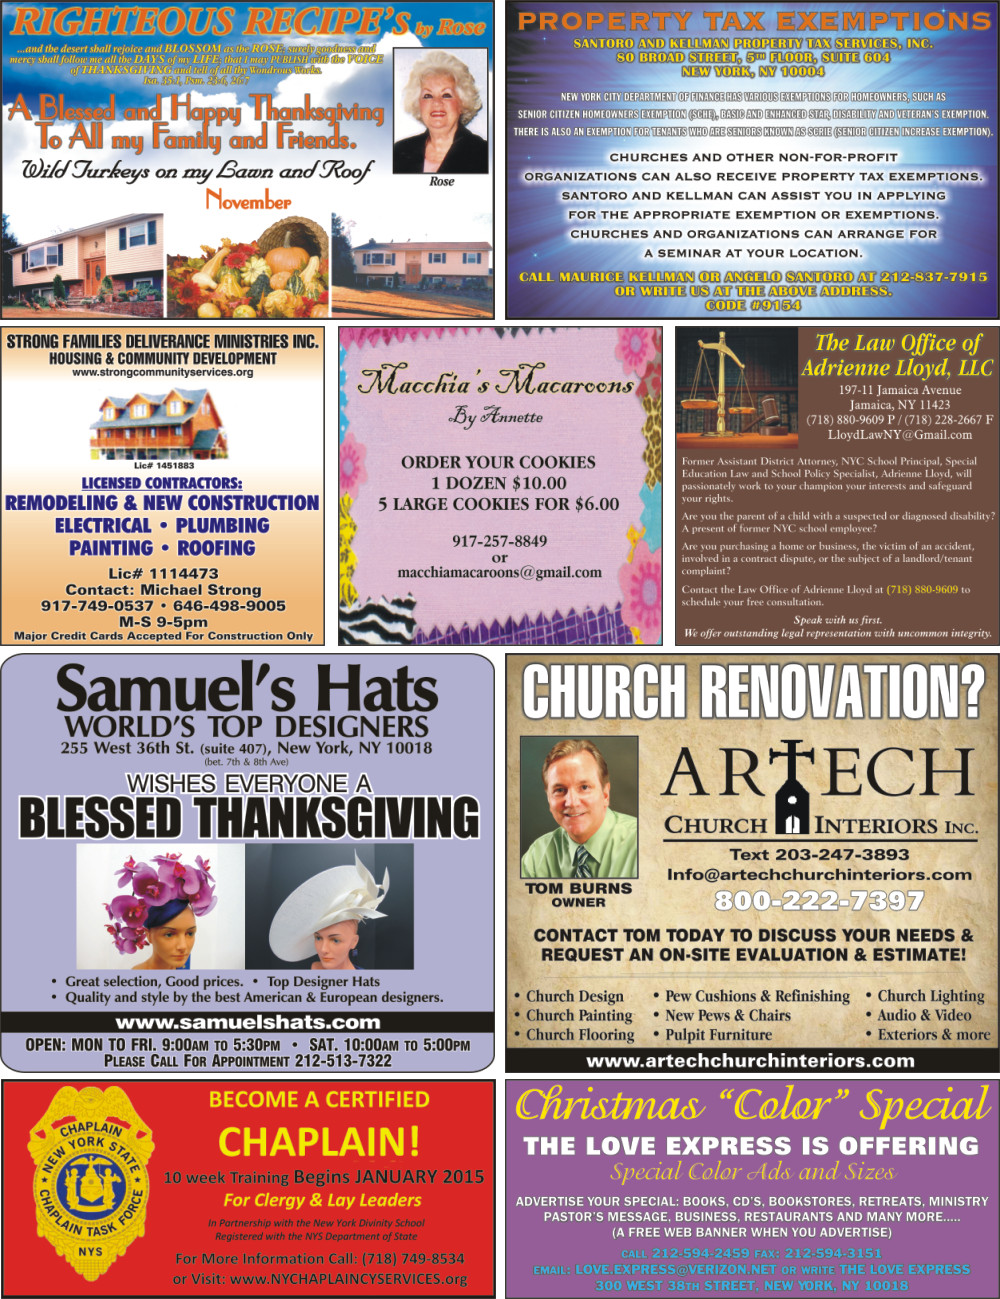 RIGHTEOUS RECIPE'S by Rose
...and the desert shall rejoice and BLOSSOM as the ROSE, surely goodness and
mercy shall follow me all the DAYS of my LIFE, that I may PUBLISH with the VOICE
of THANKSGIVING and tell of all thy Wondrous Works.
Isa. 35:1, Psm. 23:6, 26:7
A Blessed and Happy Thanksgiving
To All my Family and Friends.
Wild Turkeys on my Lawn and Roof
November
Rose
PROPERTY TAX EXEMPTIONS
SANTORO AND KELLMAN PROPERTY TAX SERVICES, INC.
80 BROAD STREET, 5TH FLOOR, SUITE 604
NEW YORK, NY 10004
NEW YORK CITY DEPARTMENT OF FINANCE HAS VARIOUS EXEMPTIONS FOR HOMEOWNERS, SUCH AS
SENIOR CITIZEN HOMEOWNERS EXEMPTION (SCHE), BASIC AND ENHANCED STAR, DISABILITY AND VETERAN'S EXEMPTION.
THERE IS ALSO AN EXEMPTION FOR TENANTS WHO ARE SENIORS KNOWN AS SCRIE (SENIOR CITIZEN INCREASE EXEMPTION).
CHURCHES AND OTHER NON-FOR-PROFIT
ORGANIZATIONS CAN ALSO RECEIVE PROPERTY TAX EXEMPTIONS.
SANTORO AND KELLMAN CAN ASSIST YOU IN APPLYING
FOR THE APPROPRIATE EXEMPTION OR EXEMPTIONS.
CHURCHES AND ORGANIZATIONS CAN ARRANGE FOR
A SEMINAR AT YOUR LOCATION.
CALL MAURICE KELLMAN OR ANGELO SANTORO AT 212-837-7915
OR WRITE US AT THE ABOVE ADDRESS.
CODE #9154
STRONG FAMILIES DELIVERANCE MINISTRIES INC.
HOUSING & COMMUNITY DEVELOPMENT
www.strongcommunityservices.org
Lic# 1451883
LICENSED CONTRACTORS:
REMODELING & NEW CONSTRUCTION
ELECTRICAL • PLUMBING
PAINTING • ROOFING
Lic# 1114473
Contact: Michael Strong
917-749-0537 • 646-498-9005
M-S 9-5pm
Major Credit Cards Accepted For Construction Only
Macchia's Macaroons
By Annette
ORDER YOUR COOKIES
1 DOZEN $10.00
5 LARGE COOKIES FOR $6.00
917-257-8849
or
macchiamacaroons@gmail.com
The Law Office of
Adrienne Lloyd, LLC
197-11 Jamaica Avenue
Jamaica, NY 11423
(718) 880-9609 P / (718) 228-2667 F
LloydLawNY@Gmail.com
Former Assistant District Attorney, NYC School Principal, Special
Education Law and School Policy Specialist, Adrienne Lloyd, will
passionately work to your champion your interests and safeguard
your rights.
Are you the parent of a child with a suspected or diagnosed disability?
A present of former NYC school employee?
Are you purchasing a home or business, the victim of an accident,
involved in a contract dispute, or the subject of a landlord/tenant
complaint?
Contact the Law Office of Adrienne Lloyd at (718) 880-9609 to
schedule your free consultation.
Speak with us first.
We offer outstanding legal representation with uncommon integrity.
Samuel's Hats
WORLD'S TOP DESIGNERS
255 West 36th St. (suite 407), New York, NY 10018
(bet. 7th & 8th Ave)
WISHES EVERYONE A
BLESSED THANKSGIVING
• Great selection, Good prices. • Top Designer Hats
• Quality and style by the best American & European designers.
www.samuelshats.com
OPEN: MON TO FRI. 9:00AM TO 5:30PM • SAT. 10:00AM TO 5:00PM
PLEASE CALL FOR APPOINTMENT 212-513-7322
CHURCH RENOVATION?
ARTECH
CHURCH INTERIORS INC.
Text 203-247-3893
Info@artechchurchinteriors.com
800-222-7397
TOM BURNS
OWNER
CONTACT TOM TODAY TO DISCUSS YOUR NEEDS &
REQUEST AN ON-SITE EVALUATION & ESTIMATE!
• Church Design • Pew Cushions & Refinishing • Church Lighting
• Church Painting • New Pews & Chairs • Audio & Video
• Church Flooring • Pulpit Furniture • Exteriors & more
www.artechchurchinteriors.com
CHAPLAIN
NEW YORK STATE
CHAPLAIN TASK FORCE
NYS
BECOME A CERTIFIED
CHAPLAIN!
10 week Training Begins JANUARY 2015
For Clergy & Lay Leaders
In Partnership with the New York Divinity School
Registered with the NYS Department of State
For More Information Call: (718) 749-8534
or Visit: www.NYCHAPLAINCYSERVICES.org
Christmas "Color" Special
THE LOVE EXPRESS IS OFFERING
Special Color Ads and Sizes
ADVERTISE YOUR SPECIAL: BOOKS, CD'S, BOOKSTORES, RETREATS, MINISTRY
PASTOR'S MESSAGE, BUSINESS, RESTAURANTS AND MANY MORE.....
(A FREE WEB BANNER WHEN YOU ADVERTISE)
CALL 212-594-2459 FAX: 212-594-3151
EMAIL: LOVE.EXPRESS@VERIZON.NET OR WRITE THE LOVE EXPRESS
300 WEST 38TH STREET, NEW YORK, NY 10018